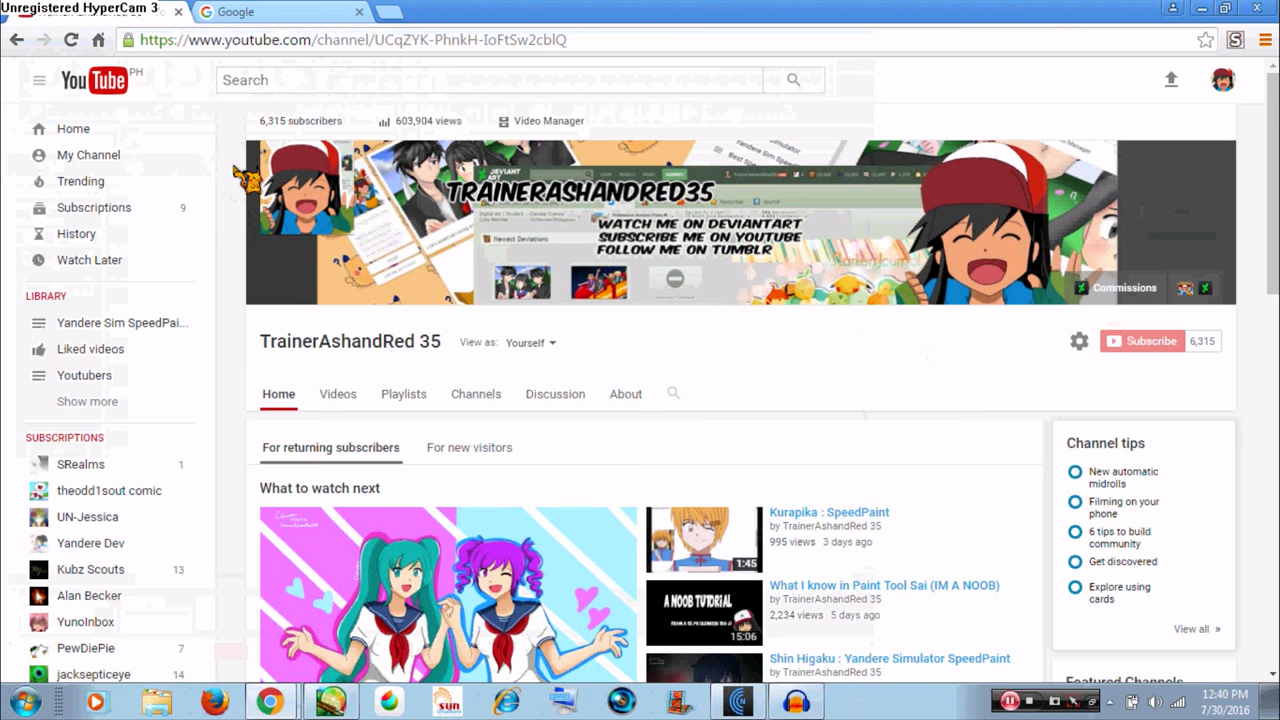 Unregistered HyperCam 3
Google
https://www.youtube.com/channel/UCqZYK-PhnkH-IoFtSw2cblQ
YouTube PH
Search
6,315 subscribers
603,904 views
Video Manager
Home
My Channel
Trending
Subscriptions 9
History
Watch Later
LIBRARY
Yandere Sim SpeedPai...
Liked videos
Youtubers
Show more
SUBSCRIPTIONS
SRealms 1
theodd1sout comic
UN-Jessica
Yandere Dev
Kubz Scouts 13
Alan Becker
YunoInbox
PewDiePie 7
jacksepticeye 14
DEVIANT ART
TRAINERASHANDRED35
WATCH ME ON DEVIANTART
SUBSCRIBE ME ON YOUTUBE
FOLLOW ME ON TUMBLR
Newest Deviations
Commissions
TrainerAshandRed 35
View as: Yourself
Subscribe 6,315
Home Videos Playlists Channels Discussion About
For returning subscribers
For new visitors
What to watch next
Kurapika : SpeedPaint
by TrainerAshandRed 35
995 views 3 days ago
1:45
What I know in Paint Tool Sai (IM A NOOB)
by TrainerAshandRed 35
2,234 views 5 days ago
A NOOB TUTORIAL
15:06
Shin Higaku : Yandere Simulator SpeedPaint
by TrainerAshandRed 35
Channel tips
New automatic
midrolls
Filming on your
phone
6 tips to build
community
Get discovered
Explore using
cards
View all »
Featured Channels
Sun
12:40 PM
7/30/2016